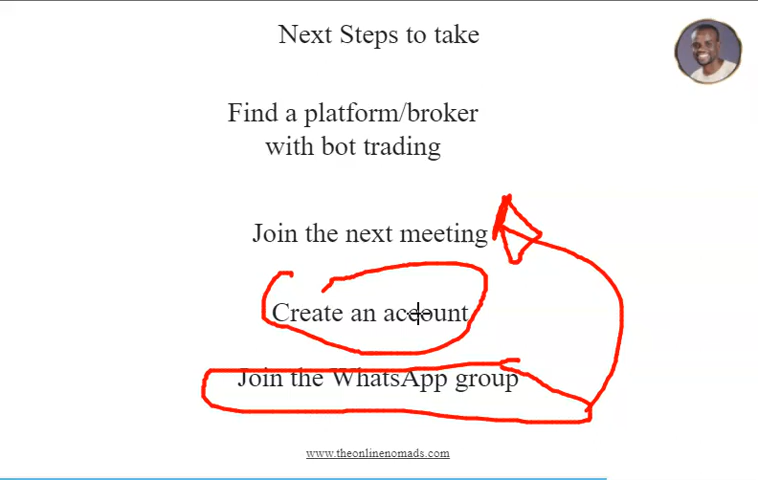 Next Steps to take
Find a platform/broker
with bot trading
Join the next meeting
Create an account
Join the WhatsApp group
www.theonlinenomads.com